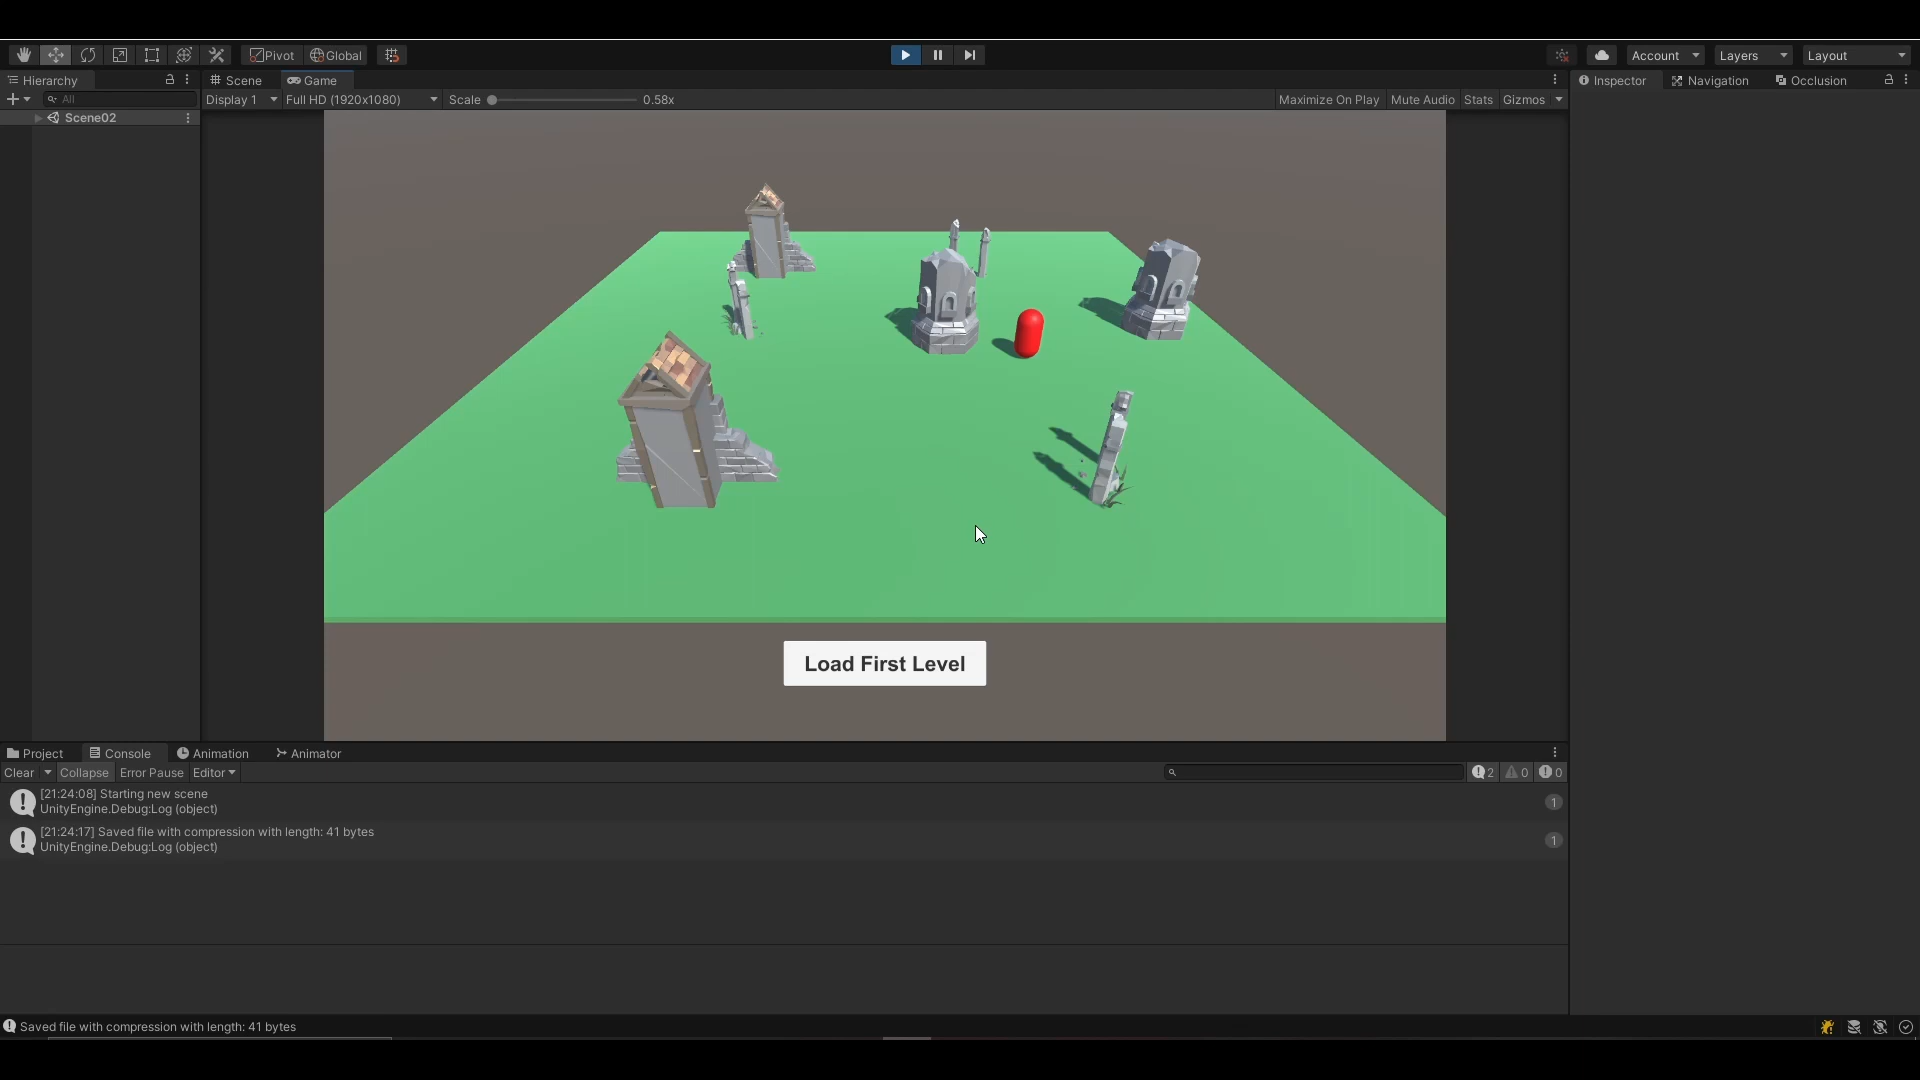 Pivot Global Account Layers Layout
Hierarchy Scene Game Inspector Navigation Occlusion
All Display 1 Full HD (1920x1080) Scale 0.58x Maximize On Play Mute Audio Stats Gizmos
Scene02
Load First Level
Project Console Animation Animator
Clear Collapse Error Pause Editor 2 0 0
[21:24:08] Starting new scene
UnityEngine.Debug:Log (object)
1
[21:24:17] Saved file with compression with length: 41 bytes
UnityEngine.Debug:Log (object)
1
Saved file with compression with length: 41 bytes